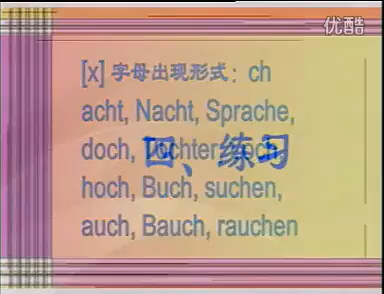 优酷
[x] 字母出现形式: ch
acht, Nacht, Sprache,
doch, Tochter,
四、练习
hoch, Buch, suchen,
auch, Bauch, rauchen